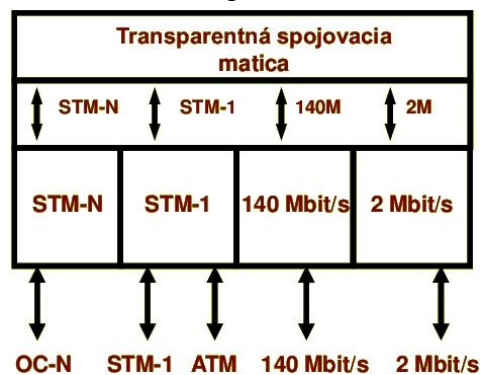 Transparentná spojovacia
matica
STM-N STM-1 140M 2M
STM-N STM-1 140 Mbit/s 2 Mbit/s
OC-N STM-1 ATM 140 Mbit/s 2 Mbit/s